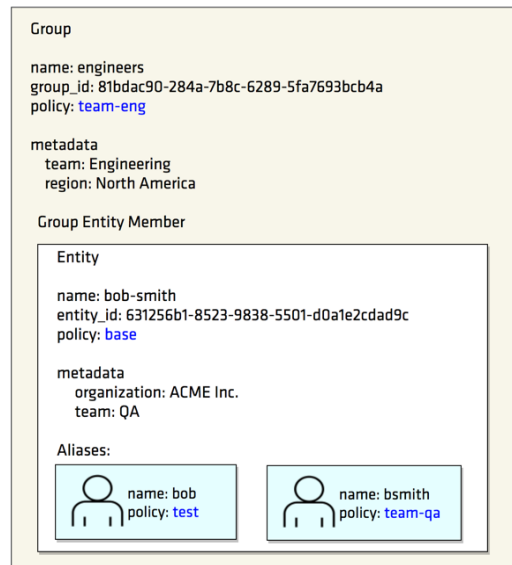 Group
name: engineers
group_id: 81bdac90-284a-7b8c-6289-5fa7693bcb4a
policy: team-eng
metadata
team: Engineering
region: North America
Group Entity Member
Entity
name: bob-smith
entity_id: 631256b1-8523-9838-5501-d0a1e2cdad9c
policy: base
metadata
organization: ACME Inc.
team: QA
Aliases:
name: bob
policy: test
name: bsmith
policy: team-qa